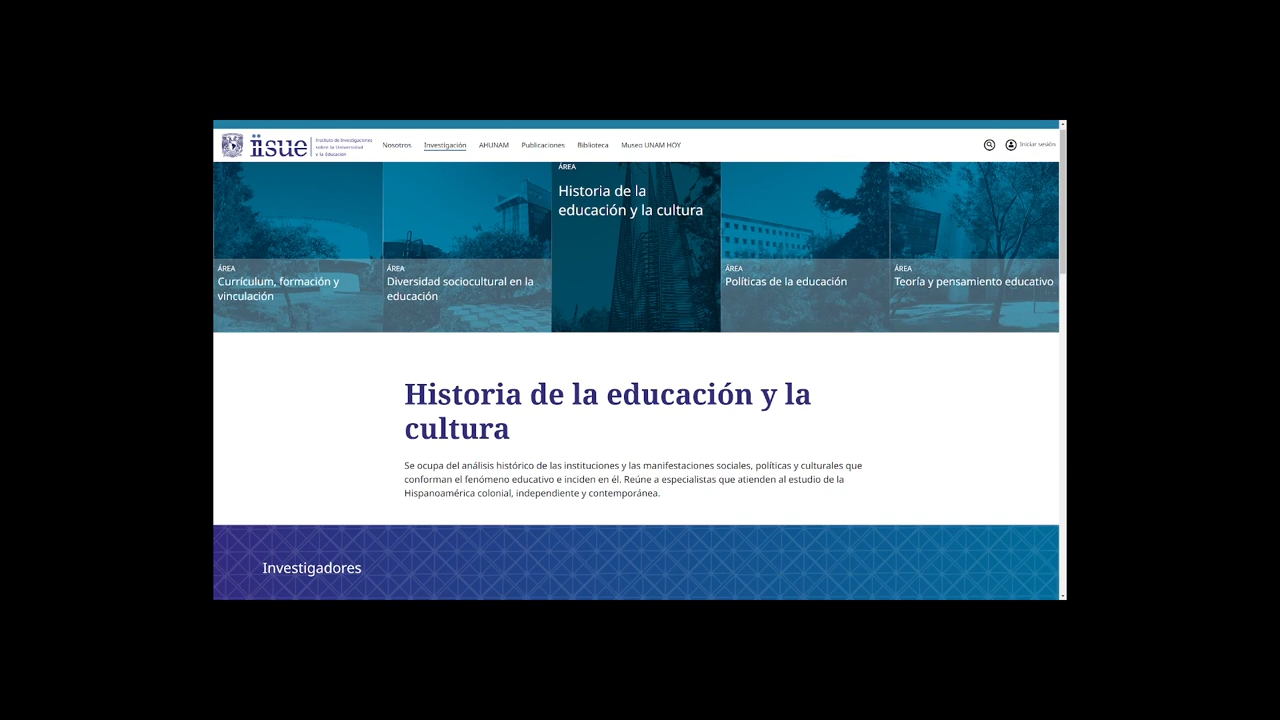 iisue
Instituto de Investigaciones
sobre la Universidad
y la Educación
Nosotros Investigación AHUNAM Publicaciones Biblioteca Museo UNAM HOY
Iniciar sesión
ÁREA
Historia de la
educación y la cultura
ÁREA
Currículum, formación y
vinculación
ÁREA
Diversidad sociocultural en la
educación
ÁREA
Políticas de la educación
ÁREA
Teoría y pensamiento educativo
Historia de la educación y la
cultura
Se ocupa del análisis histórico de las instituciones y las manifestaciones sociales, políticas y culturales que
conforman el fenómeno educativo e inciden en él. Reúne a especialistas que atienden al estudio de la
Hispanoamérica colonial, independiente y contemporánea.
Investigadores